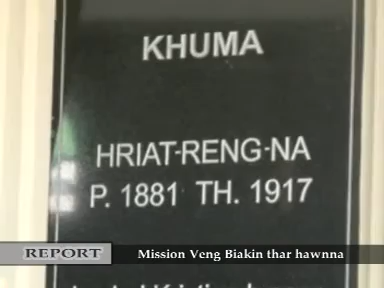 KHUMA
HRIAT-RENG-NA
P. 1881 TH. 1917
REPORT Mission Veng Biakin thar hawnna